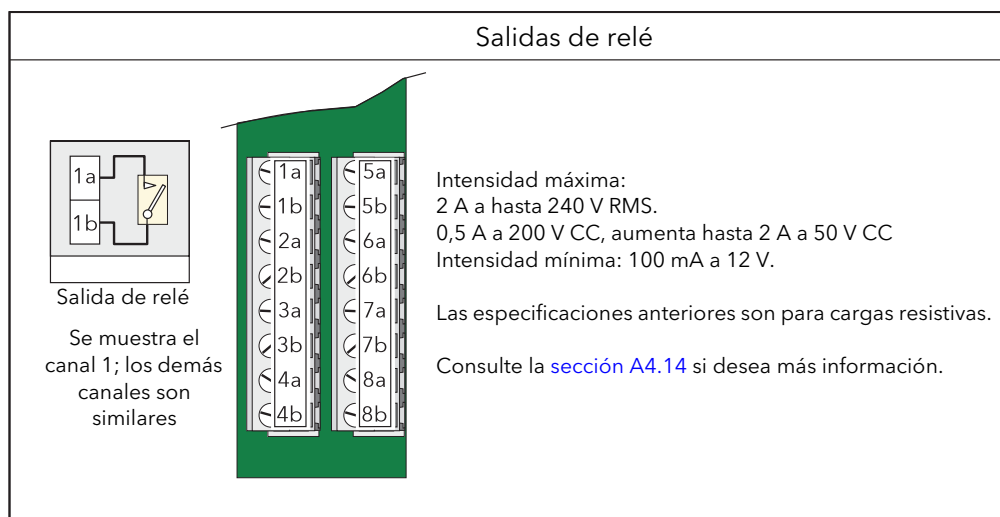 Salidas de relé
1a
1b
Salida de relé
Se muestra el
canal 1; los demás
canales son
similares
1a
1b
2a
2b
3a
3b
4a
4b
5a
5b
6a
6b
7a
7b
8a
8b
Intensidad máxima:
2 A a hasta 240 V RMS.
0,5 A a 200 V CC, aumenta hasta 2 A a 50 V CC
Intensidad mínima: 100 mA a 12 V.
Las especificaciones anteriores son para cargas resistivas.
Consulte la sección A4.14 si desea más información.